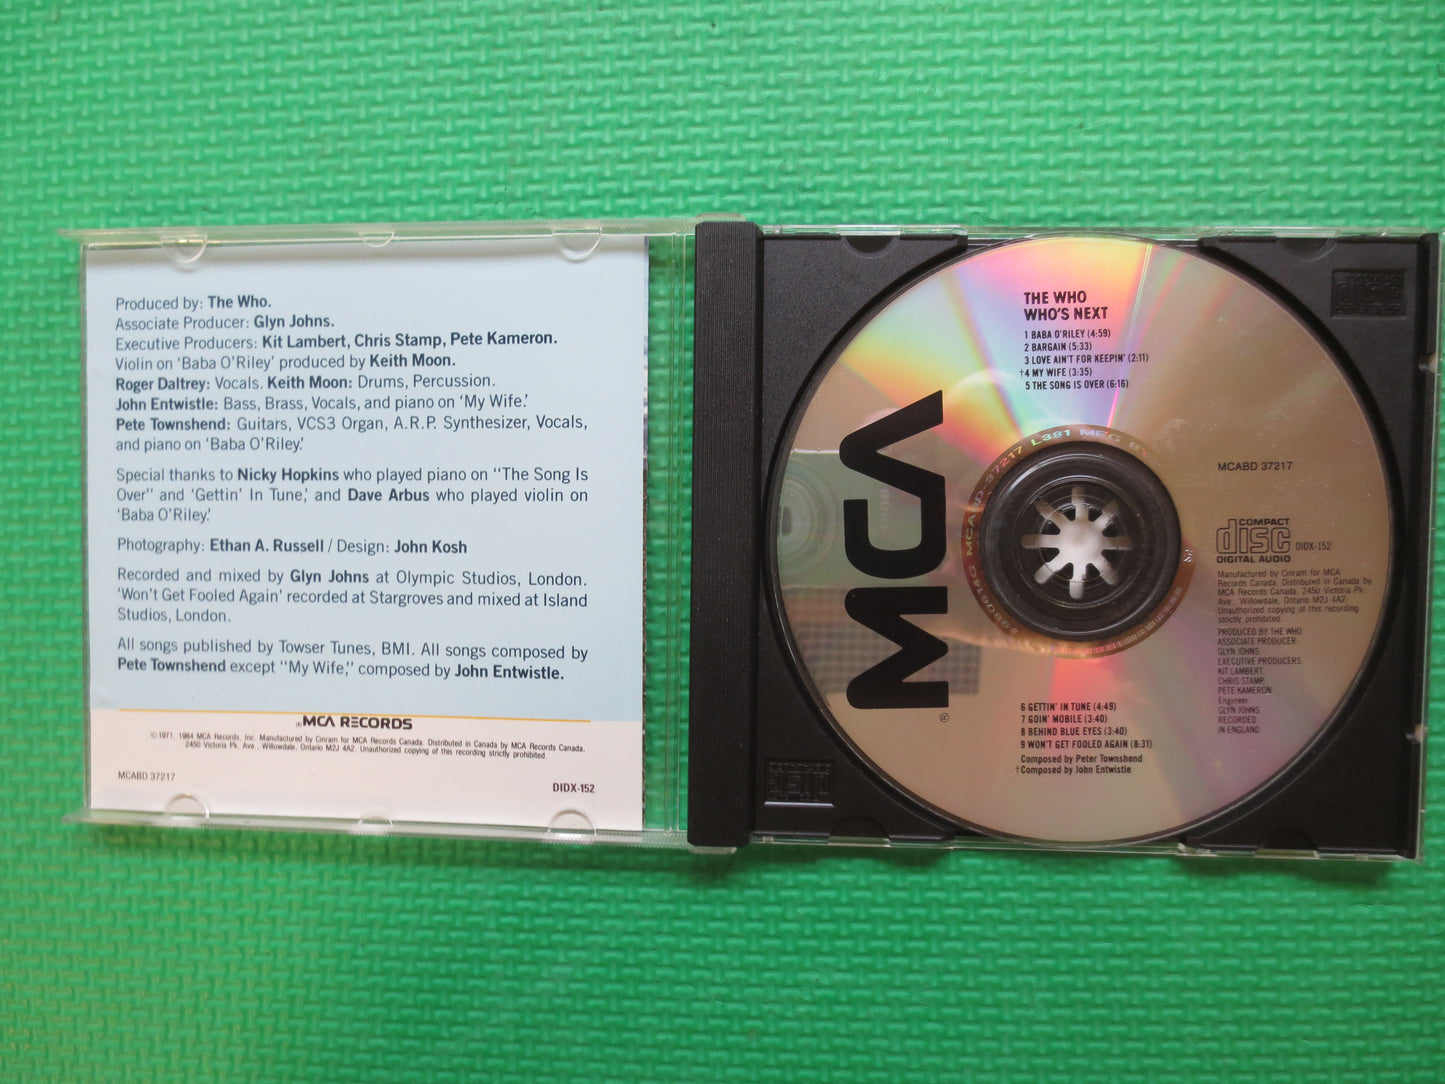 Produced by: The Who.
Associate Producer: Glyn Johns.
Executive Producers: Kit Lambert, Chris Stamp, Pete Kameron.
Violin on 'Baba O'Riley' produced by Keith Moon.
Roger Daltrey: Vocals. Keith Moon: Drums, Percussion.
John Entwistle: Bass, Brass, Vocals, and piano on 'My Wife.'
Pete Townshend: Guitars, VCS3 Organ, A.R.P. Synthesizer, Vocals,
and piano on 'Baba O'Riley.'
Special thanks to Nicky Hopkins who played piano on "The Song Is
Over" and 'Gettin' In Tune,' and Dave Arbus who played violin on
'Baba O'Riley.'
Photography: Ethan A. Russell / Design: John Kosh
Recorded and mixed by Glyn Johns at Olympic Studios, London.
'Won't Get Fooled Again' recorded at Stargroves and mixed at Island
Studios, London.
All songs published by Towser Tunes, BMI. All songs composed by
Pete Townshend except "My Wife," composed by John Entwistle.
®MCA RECORDS
©1971, 1984 MCA Records, Inc. Manufactured by Cinram for MCA Records Canada. Distributed in Canada by MCA Records Canada,
2450 Victoria Pk. Ave., Willowdale, Ontario M2J 4A2. Unauthorized copying of this recording strictly prohibited.
MCABD 37217
DIDX-152
THE WHO
WHO'S NEXT
1 BABA O'RILEY (4:59)
2 BARGAIN (5:33)
3 LOVE AIN'T FOR KEEPIN' (2:11)
†4 MY WIFE (3:35)
5 THE SONG IS OVER (6:16)
MCA®
MCABD 37217
COMPACT
disc
DIGITAL AUDIO
DIDX-152
Manufactured by Cinram for MCA
Records Canada. Distributed in Canada by
MCA Records Canada, 2450 Victoria Pk.
Ave., Willowdale, Ontario M2J 4A2.
Unauthorized copying of this recording
strictly prohibited.
PRODUCED BY THE WHO
ASSOCIATE PRODUCER:
GLYN JOHNS
EXECUTIVE PRODUCERS:
KIT LAMBERT
CHRIS STAMP
PETE KAMERON
Engineer:
GLYN JOHNS
RECORDED
IN ENGLAND
6 GETTIN' IN TUNE (4:49)
7 GOIN' MOBILE (3:40)
8 BEHIND BLUE EYES (3:40)
9 WON'T GET FOOLED AGAIN (8:31)
Composed by Peter Townshend
†Composed by John Entwistle
L381 MFG BY